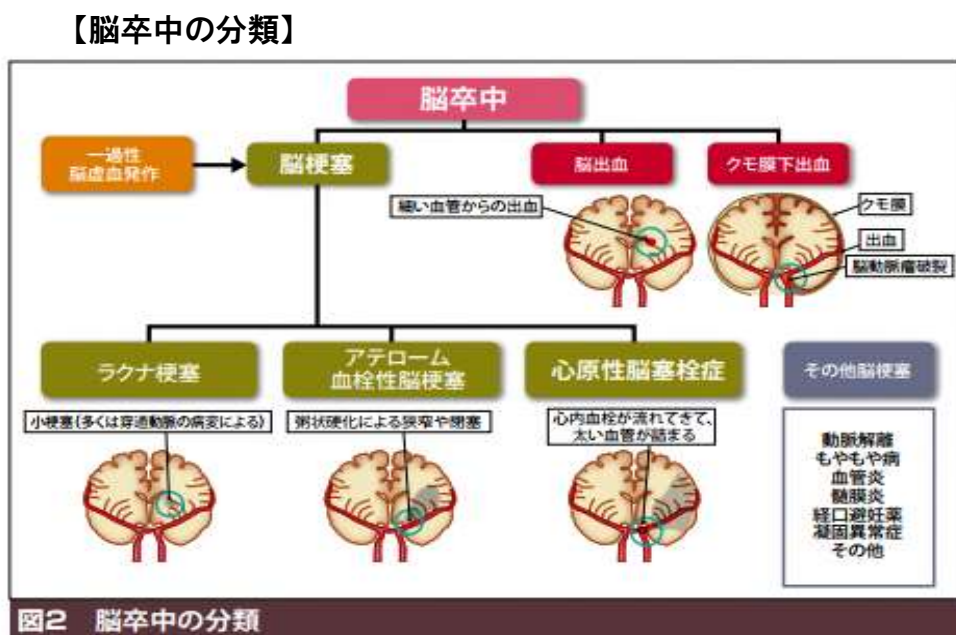 【脳卒中の分類】
脳卒中
一過性
脳虚血発作
脳梗塞
脳出血
クモ膜下出血
細い血管からの出血
クモ膜
出血
脳動脈瘤破裂
ラクナ梗塞
アテローム
血栓性脳梗塞
心原性脳塞栓症
その他脳梗塞
小梗塞(多くは穿通動脈の病変による)
粥状硬化による狭窄や閉塞
心内血栓が流れてきて、
太い血管が詰まる
動脈解離
もやもや病
血管炎
髄膜炎
経口避妊薬
凝固異常症
その他
図2 脳卒中の分類